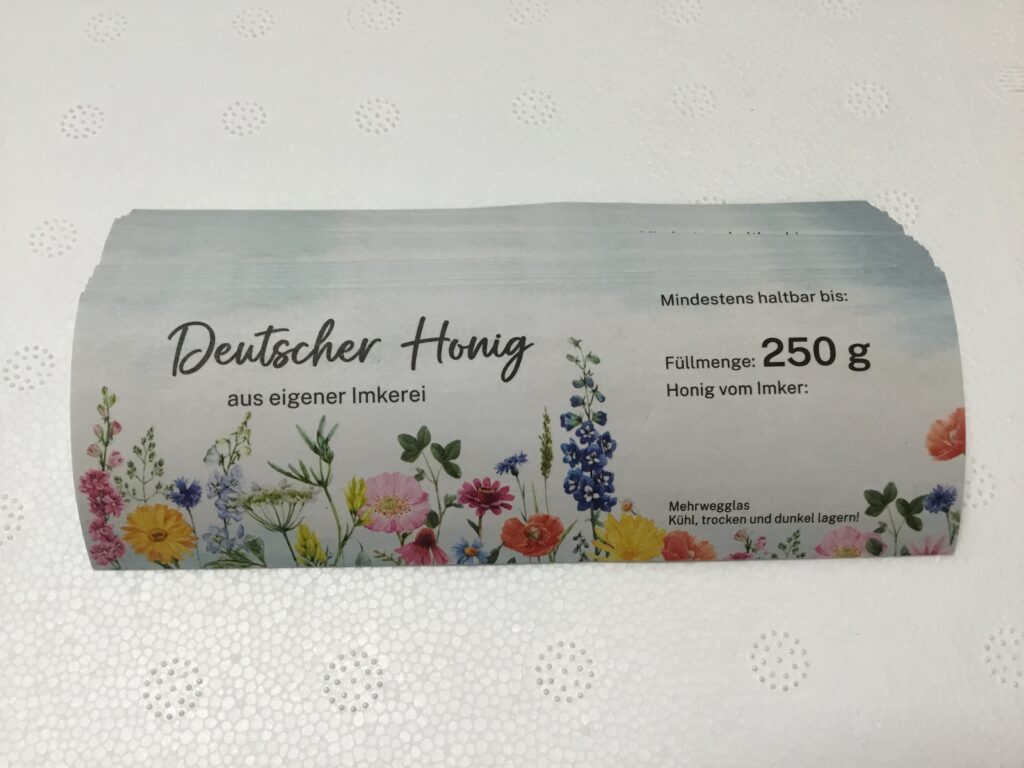 Deutscher Honig
aus eigener Imkerei
Mindestens haltbar bis:
Füllmenge: 250 g
Honig vom Imker:
Mehrwegglas
Kühl, trocken und dunkel lagern!